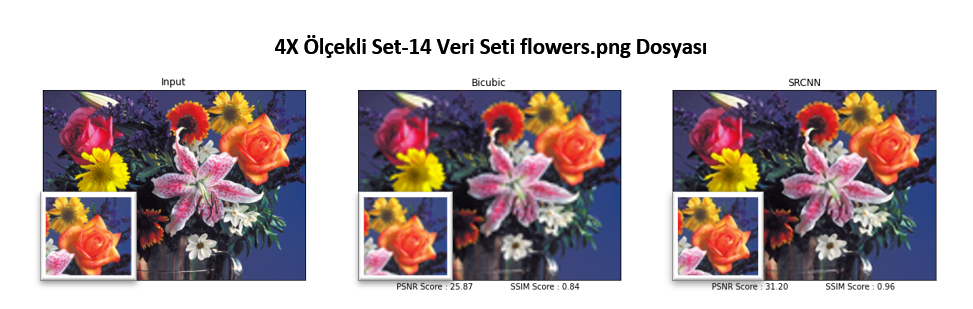 4X Ölçekli Set-14 Veri Seti flowers.png Dosyası
Input
Bicubic
SRCNN
PSNR Score : 25.87
SSIM Score : 0.84
PSNR Score : 31.20
SSIM Score : 0.96